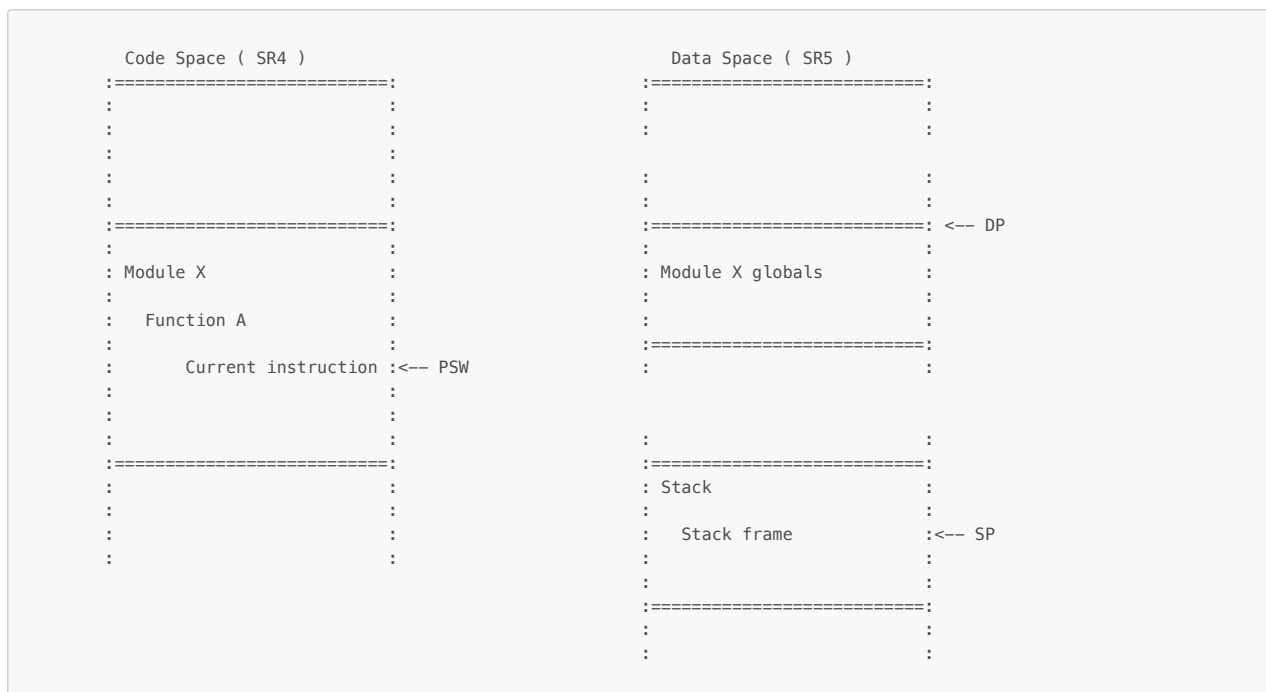 Code Space ( SR4 )                                    Data Space ( SR5 )
:===========================:                        :===========================:
:                           :                        :                           :
:                           :                        :                           :
:                           :
:                           :                        :                           :
:                           :                        :                           :
:===========================:                        :===========================: <-- DP
:                           :                        :                           :
: Module X                  :                        : Module X globals          :
:                           :                        :                           :
:   Function A              :                        :                           :
:                           :                        :===========================:
:       Current instruction :<-- PSW                 :                           :
:                           :
:                           :
:                           :                        :                           :
:===========================:                        :===========================:
:                           :                        : Stack                     :
:                           :                        :                           :
:                           :                        :   Stack frame             :<-- SP
:                           :                        :                           :
                                                     :                           :
                                                     :===========================:
                                                     :                           :
                                                     :                           :